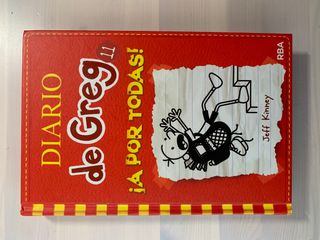 DIARIO
de Greg 11
¡A POR TODAS!
Jeff Kinney
RBA